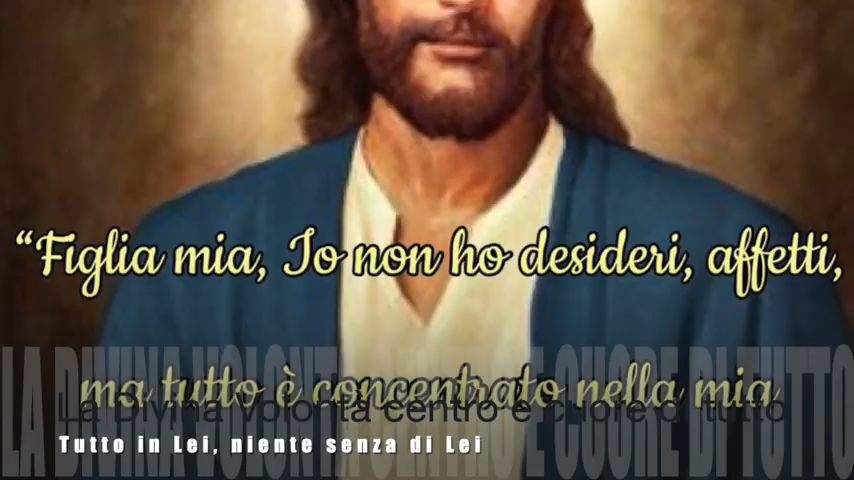 “Figlia mia, Io non ho desideri, affetti,
ma tutto è concentrato nella mia
LA DIVINA VOLONTÀ CENTRO E CUORE DI TUTTO
La Divina Volontà centro e cuore di tutto
Tutto in Lei, niente senza di Lei